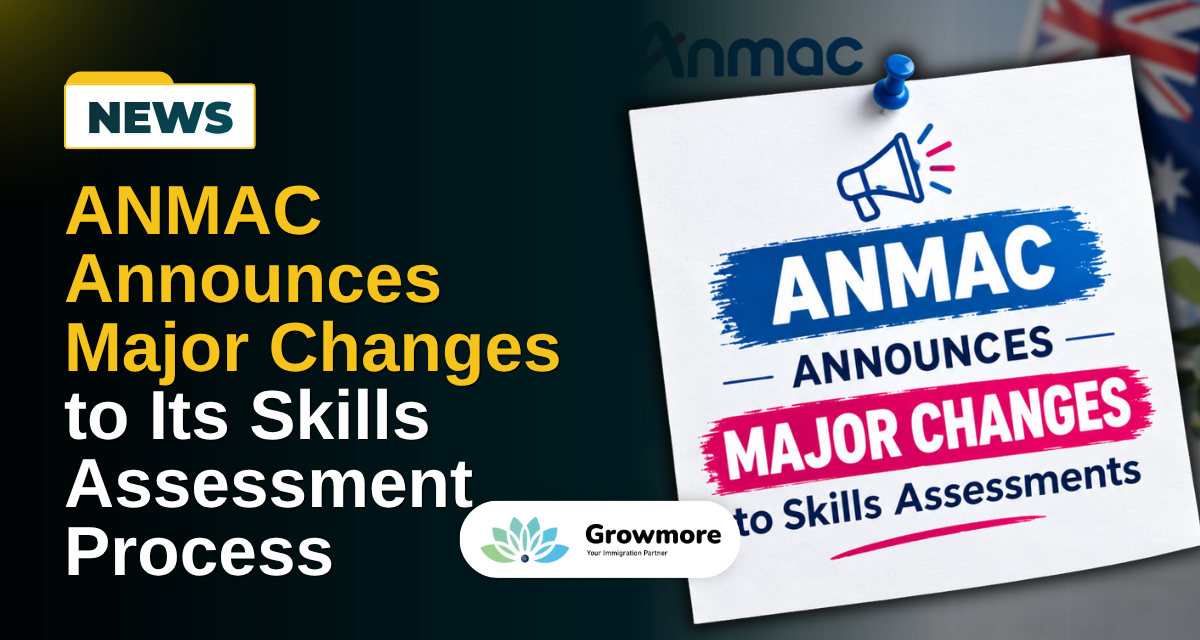 NEWS
ANMAC
Announces
Major Changes
to Its Skills
Assessment
Process
Growmore
Your Immigration Partner
Anmac
ANMAC
ANNOUNCES
MAJOR CHANGES
to Skills Assessments